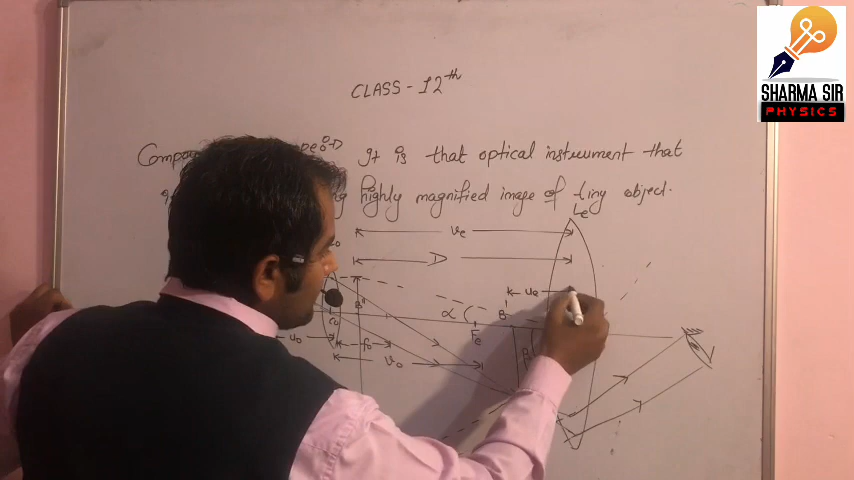 SHARMA SIR
PHYSICS
CLASS - 12th
It is that optical instrument that
highly magnified image of tiny object.
Le
ve
D
ue
B"
α
B'
Fe
β
uo
fo
vo